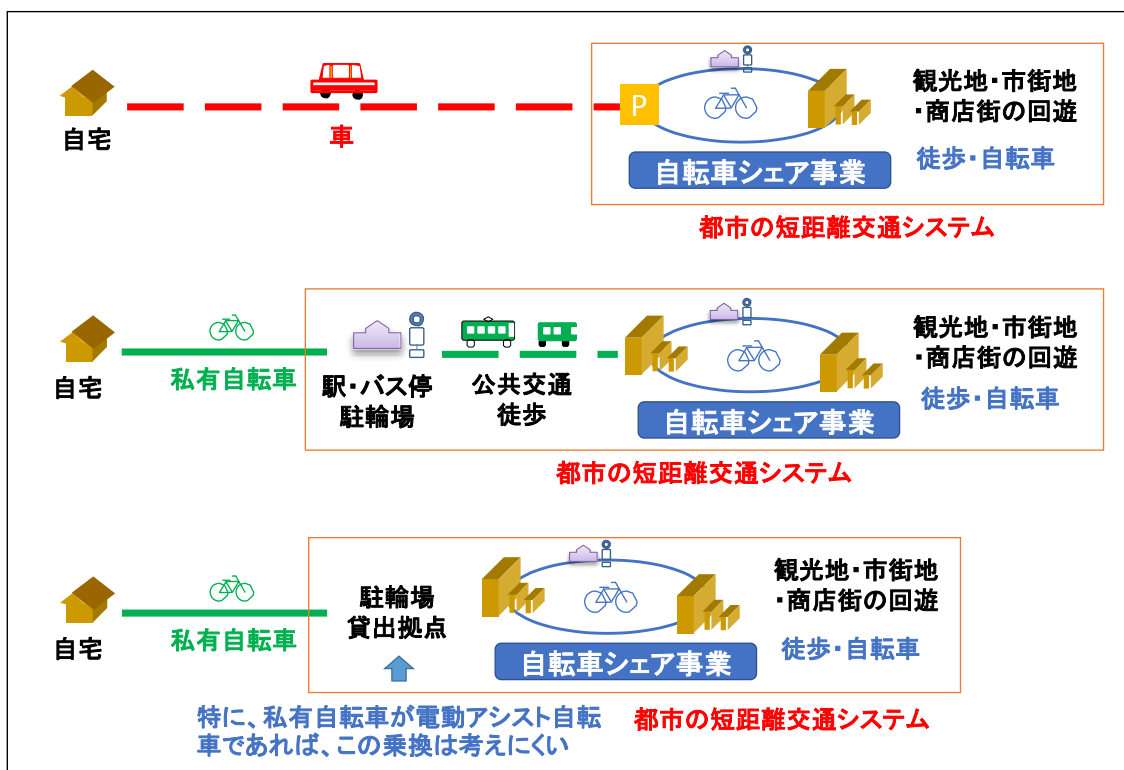 自宅
車
P
自転車シェア事業
観光地・市街地
・商店街の回遊
徒歩・自転車
都市の短距離交通システム
自宅
私有自転車
駅・バス停
駐輪場
公共交通
徒歩
自転車シェア事業
観光地・市街地
・商店街の回遊
徒歩・自転車
都市の短距離交通システム
自宅
私有自転車
駐輪場
貸出拠点
自転車シェア事業
観光地・市街地
・商店街の回遊
徒歩・自転車
特に、私有自転車が電動アシスト自転
車であれば、この乗換は考えにくい
都市の短距離交通システム